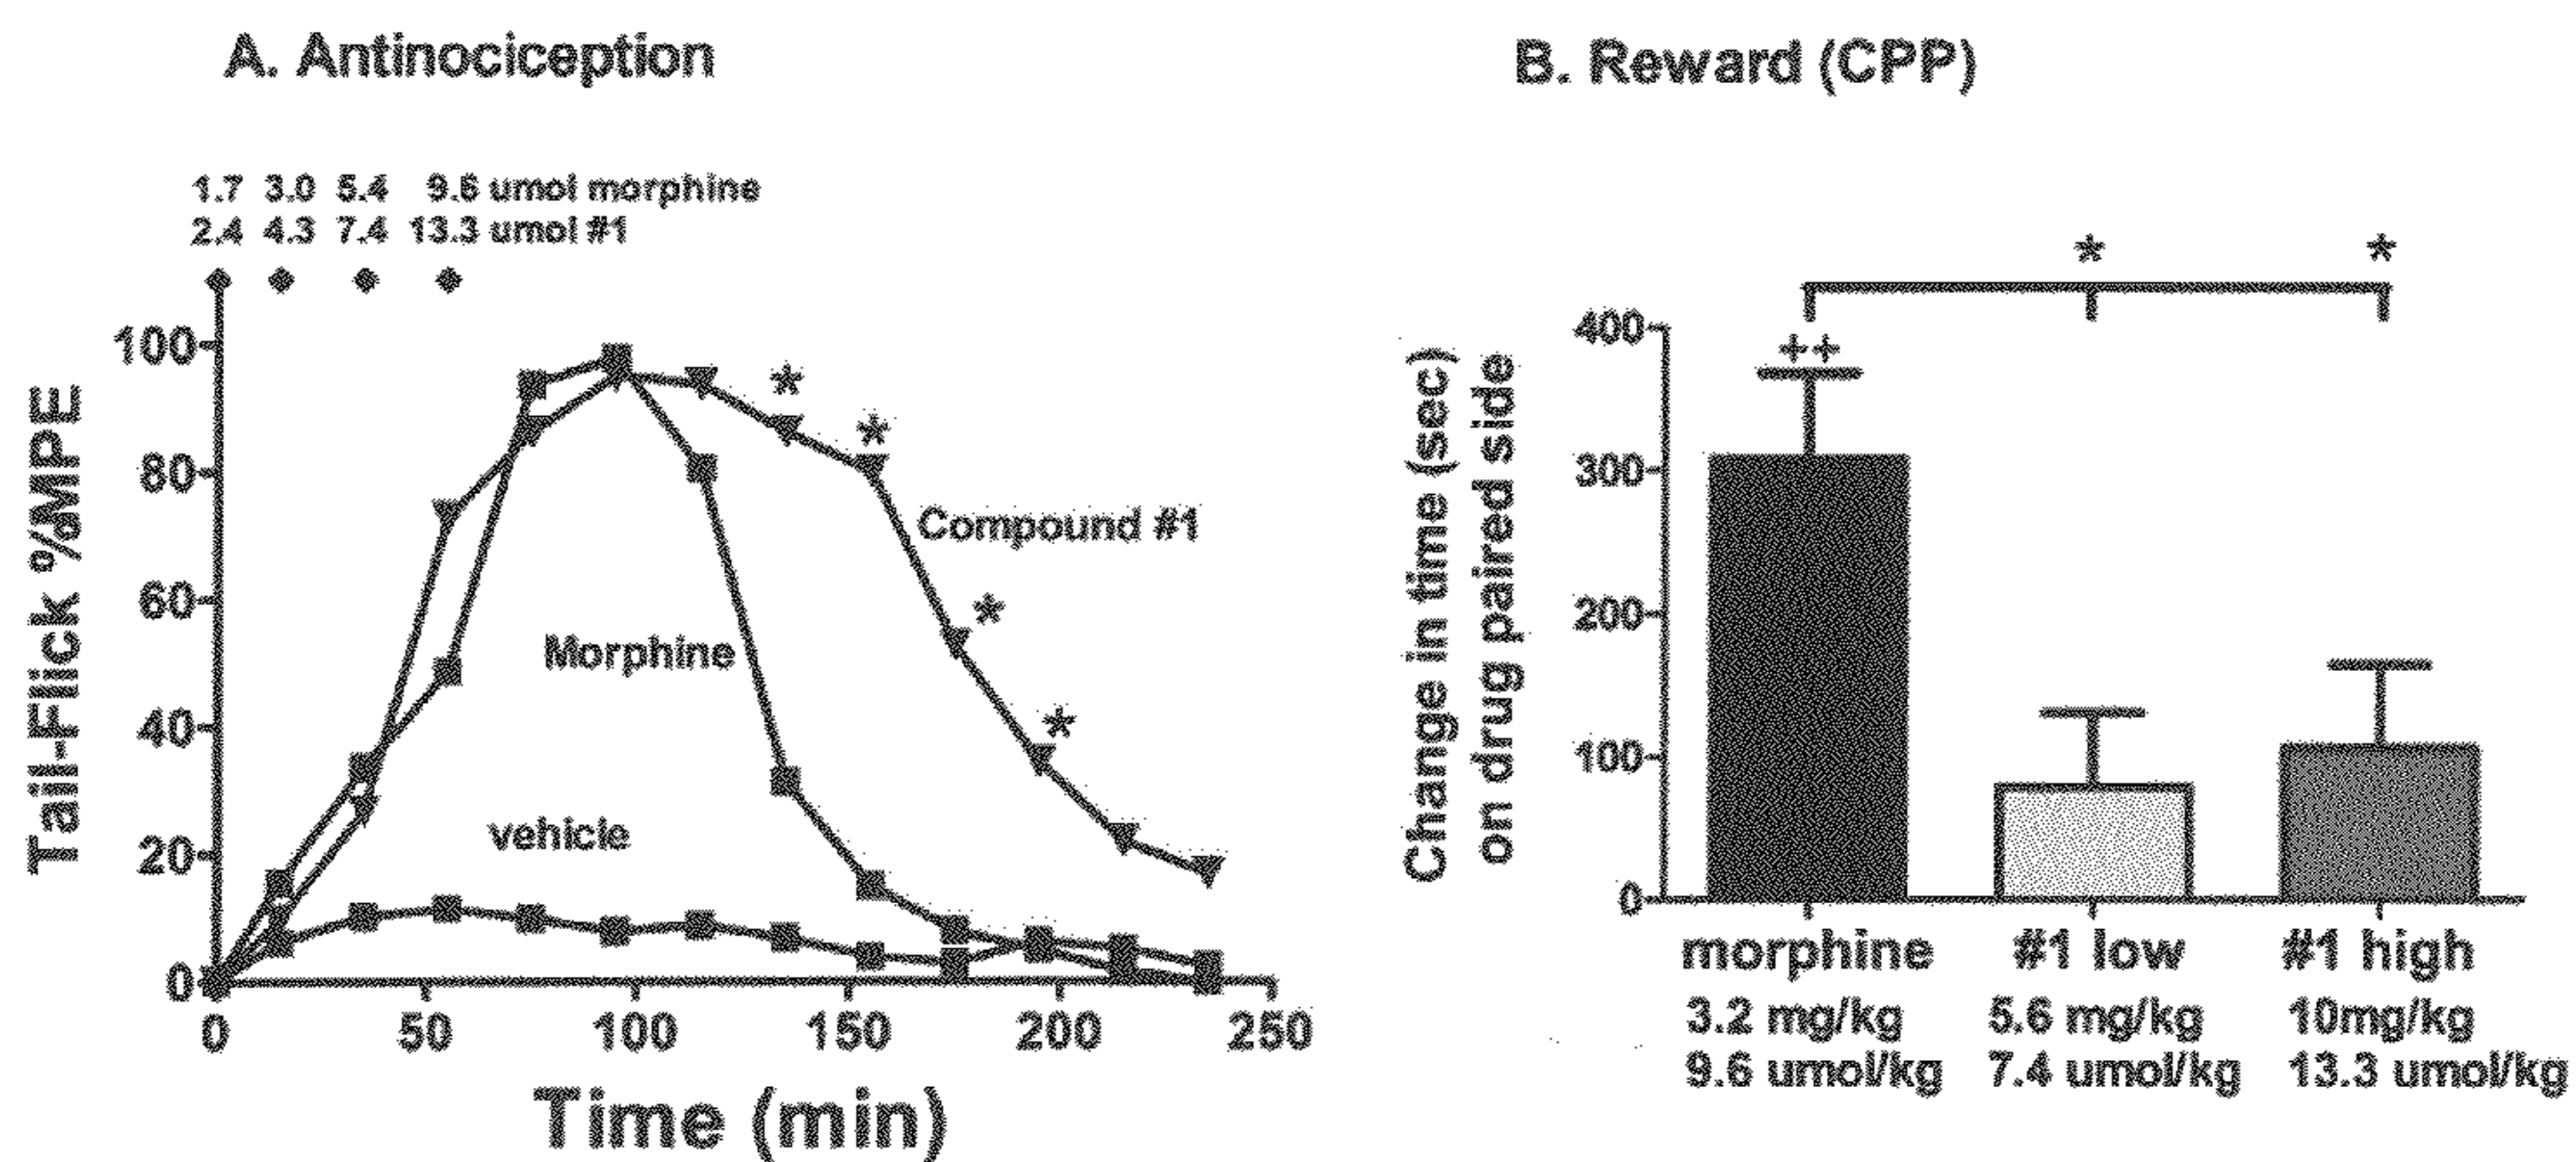 A. Antinociception
1.7 3.0 5.4 9.6 umol morphine
2.4 4.3 7.4 13.3 umol #1
Tail-Flick %MPE
100
80
60
40
20
0
*
*
*
*
Compound #1
Morphine
vehicle
0 50 100 150 200 250
Time (min)
B. Reward (CPP)
* *
Change in time (sec)
on drug paired side
400
300
200
100
0
++
morphine #1 low #1 high
3.2 mg/kg 5.6 mg/kg 10mg/kg
9.6 umol/kg 7.4 umol/kg 13.3 umol/kg